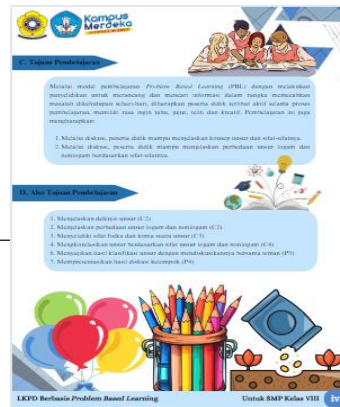 Kampus
Merdeka
C. Tujuan Pembelajaran
Melalui model pembelajaran Problem Based Learning (PBL) dengan melakukan
penyelidikan untuk merancang dan mencari informasi dalam rangka memecahkan
masalah dikehidupan sehari-hari, diharapkan peserta didik terlibat aktif selama proses
pembelajaran, memiliki rasa ingin tahu, jujur, teliti dan kreatif. Pembelajaran ini juga
mengharapkan:
1. Melalui diskusi, peserta didik mampu menjelaskan konsep unsur dan sifat-sifatnya.
2. Melalui diskusi, peserta didik mampu menjelaskan perbedaan unsur logam dan
nonlogam berdasarkan sifat-sifatnya.
D. Alur Tujuan Pembelajaran
1. Menjelaskan definisi unsur (C2)
2. Menjelaskan perbedaan unsur logam dan nonlogam (C2)
3. Menyelidiki sifat fisika dan kimia suatu unsur (C3)
4. Mengklasifikasikan unsur berdasarkan sifat unsur logam dan nonlogam (C4)
6. Menyajikan hasil klasifikasi unsur dengan mendiskusikannya bersama teman (P5)
7. Mempresentasikan hasil diskusi kelompok (P4)
LKPD Berbasis Problem Based Learning
Untuk SMP Kelas VIII
iv